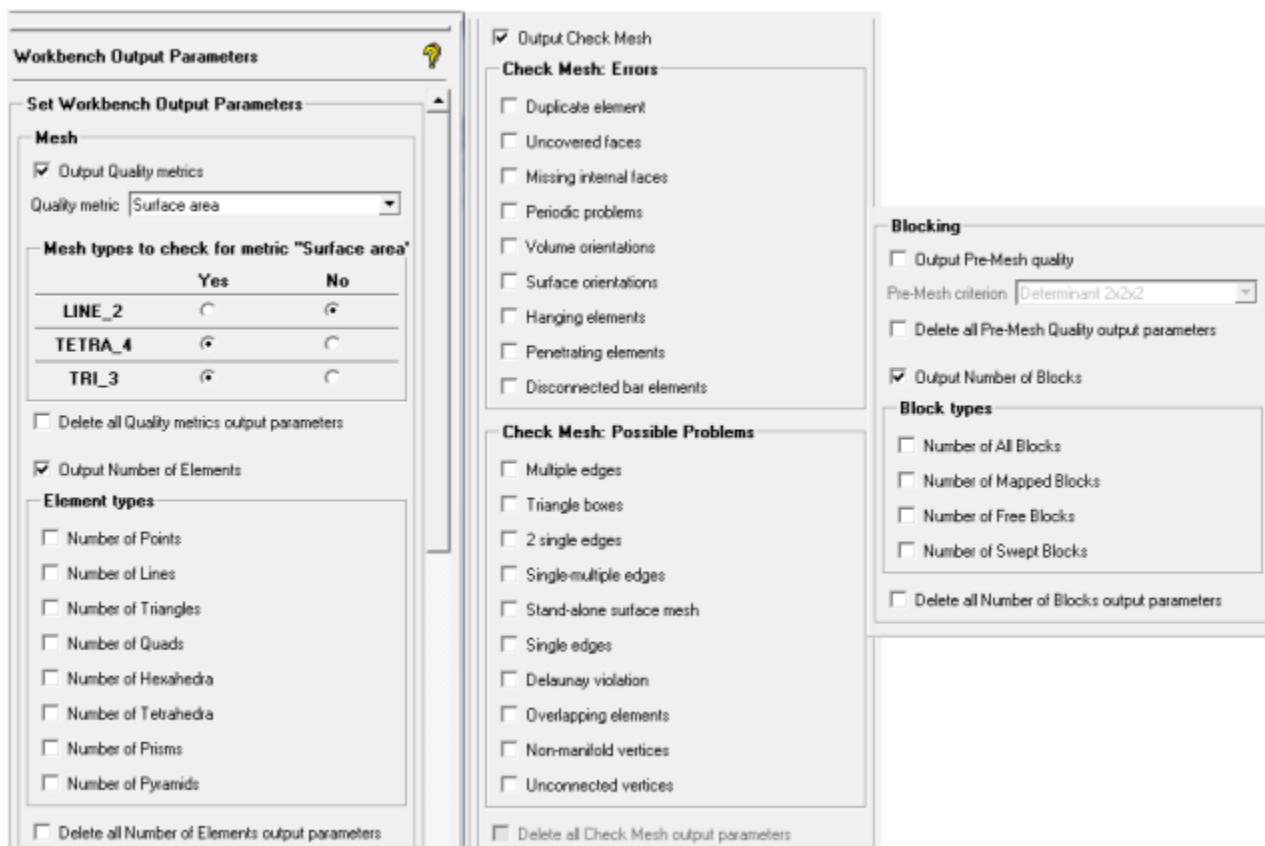 Workbench Output Parameters
Set Workbench Output Parameters
Mesh
Output Quality metrics
Quality metric Surface area
Mesh types to check for metric "Surface area"
Yes No
LINE_2
TETRA_4
TRI_3
Delete all Quality metrics output parameters
Output Number of Elements
Element types
Number of Points
Number of Lines
Number of Triangles
Number of Quads
Number of Hexahedra
Number of Tetrahedra
Number of Prisms
Number of Pyramids
Delete all Number of Elements output parameters
Output Check Mesh
Check Mesh: Errors
Duplicate element
Uncovered faces
Missing internal faces
Periodic problems
Volume orientations
Surface orientations
Hanging elements
Penetrating elements
Disconnected bar elements
Check Mesh: Possible Problems
Multiple edges
Triangle boxes
2 single edges
Single-multiple edges
Stand-alone surface mesh
Single edges
Delaunay violation
Overlapping elements
Non-manifold vertices
Unconnected vertices
Delete all Check Mesh output parameters
Blocking
Output Pre-Mesh quality
Pre-Mesh criterion Determinant 2x2x2
Delete all Pre-Mesh Quality output parameters
Output Number of Blocks
Block types
Number of All Blocks
Number of Mapped Blocks
Number of Free Blocks
Number of Swept Blocks
Delete all Number of Blocks output parameters